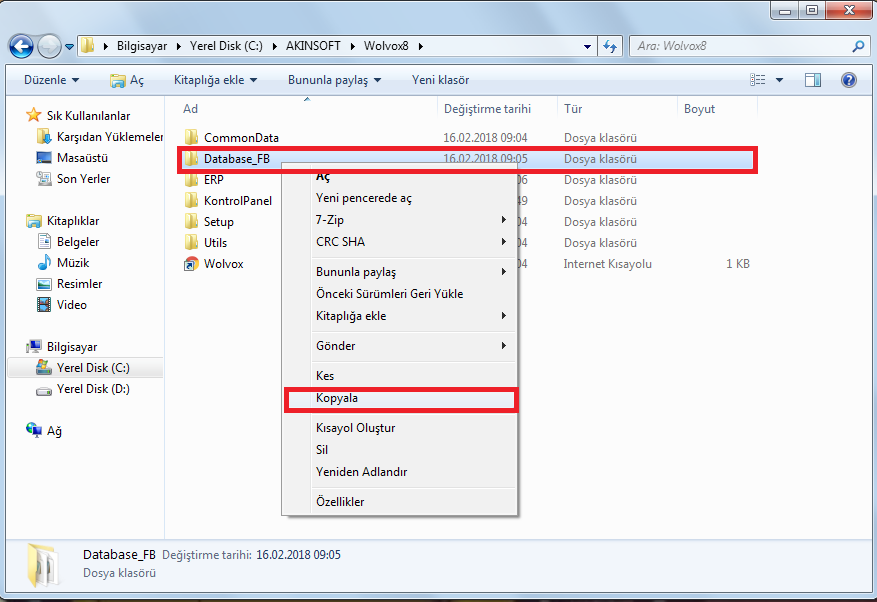 Bilgisayar Yerel Disk (C:) AKINSOFT Wolvox8
Ara: Wolvox8
Düzenle Aç Kitaplığa ekle Bununla paylaş Yeni klasör
Sık Kullanılanlar
Karşıdan Yüklemeler
Masaüstü
Son Yerler
Kitaplıklar
Belgeler
Müzik
Resimler
Video
Bilgisayar
Yerel Disk (C:)
Yerel Disk (D:)
Ağ
Ad Değiştirme tarihi Tür Boyut
CommonData 16.02.2018 09:04 Dosya klasörü
Database_FB 16.02.2018 09:05 Dosya klasörü
ERP 06 Dosya klasörü
KontrolPanel 49 Dosya klasörü
Setup 04 Dosya klasörü
Utils 04 Dosya klasörü
Wolvox 04 Internet Kısayolu 1 KB
Aç
Yeni pencerede aç
7-Zip
CRC SHA
Bununla paylaş
Önceki Sürümleri Geri Yükle
Kitaplığa ekle
Gönder
Kes
Kopyala
Kısayol Oluştur
Sil
Yeniden Adlandır
Özellikler
Database_FB Değiştirme tarihi: 16.02.2018 09:05
Dosya klasörü